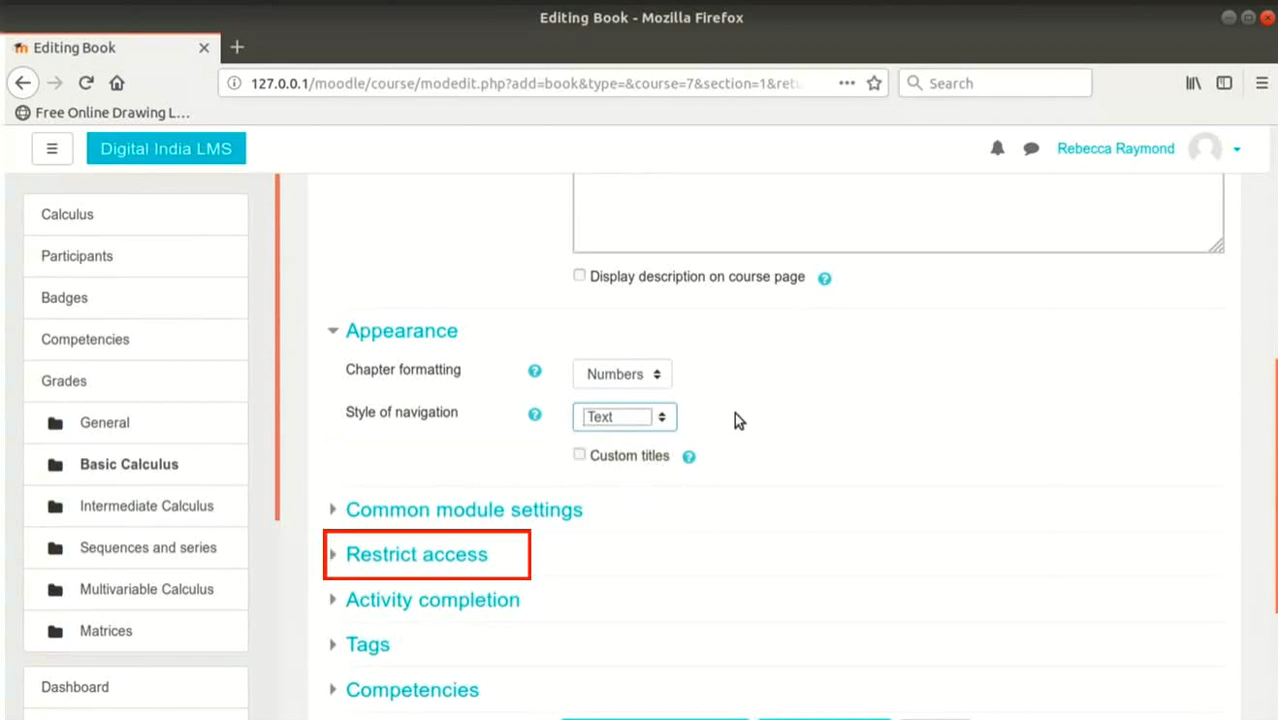 Editing Book - Mozilla Firefox
Editing Book
127.0.0.1/moodle/course/modedit.php?add=book&type=&course=7&section=1&retu
Search
Free Online Drawing L...
Digital India LMS
Rebecca Raymond
Calculus
Participants
Badges
Competencies
Grades
General
Basic Calculus
Intermediate Calculus
Sequences and series
Multivariable Calculus
Matrices
Dashboard
Display description on course page
Appearance
Chapter formatting
Numbers
Style of navigation
Text
Custom titles
Common module settings
Restrict access
Activity completion
Tags
Competencies